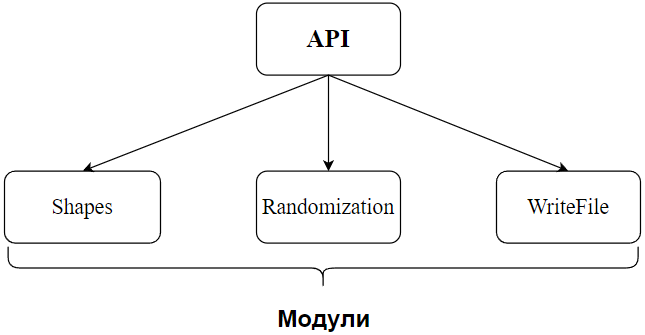 API
Shapes
Randomization
WriteFile
Модули